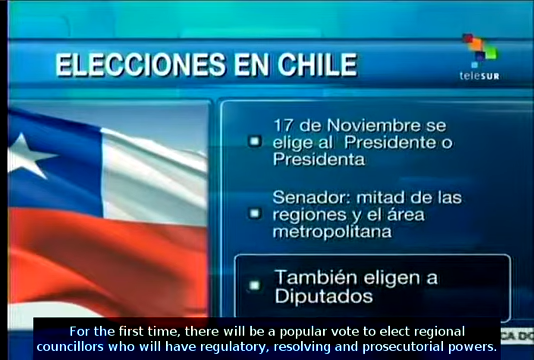 ELECCIONES EN CHILE
teleSUR
17 de Noviembre se
elige al Presidente o
Presidenta
Senador: mitad de las
regiones y el área
metropolitana
También eligen a
Diputados
For the first time, there will be a popular vote to elect regional
councillors who will have regulatory, resolving and prosecutorial powers.